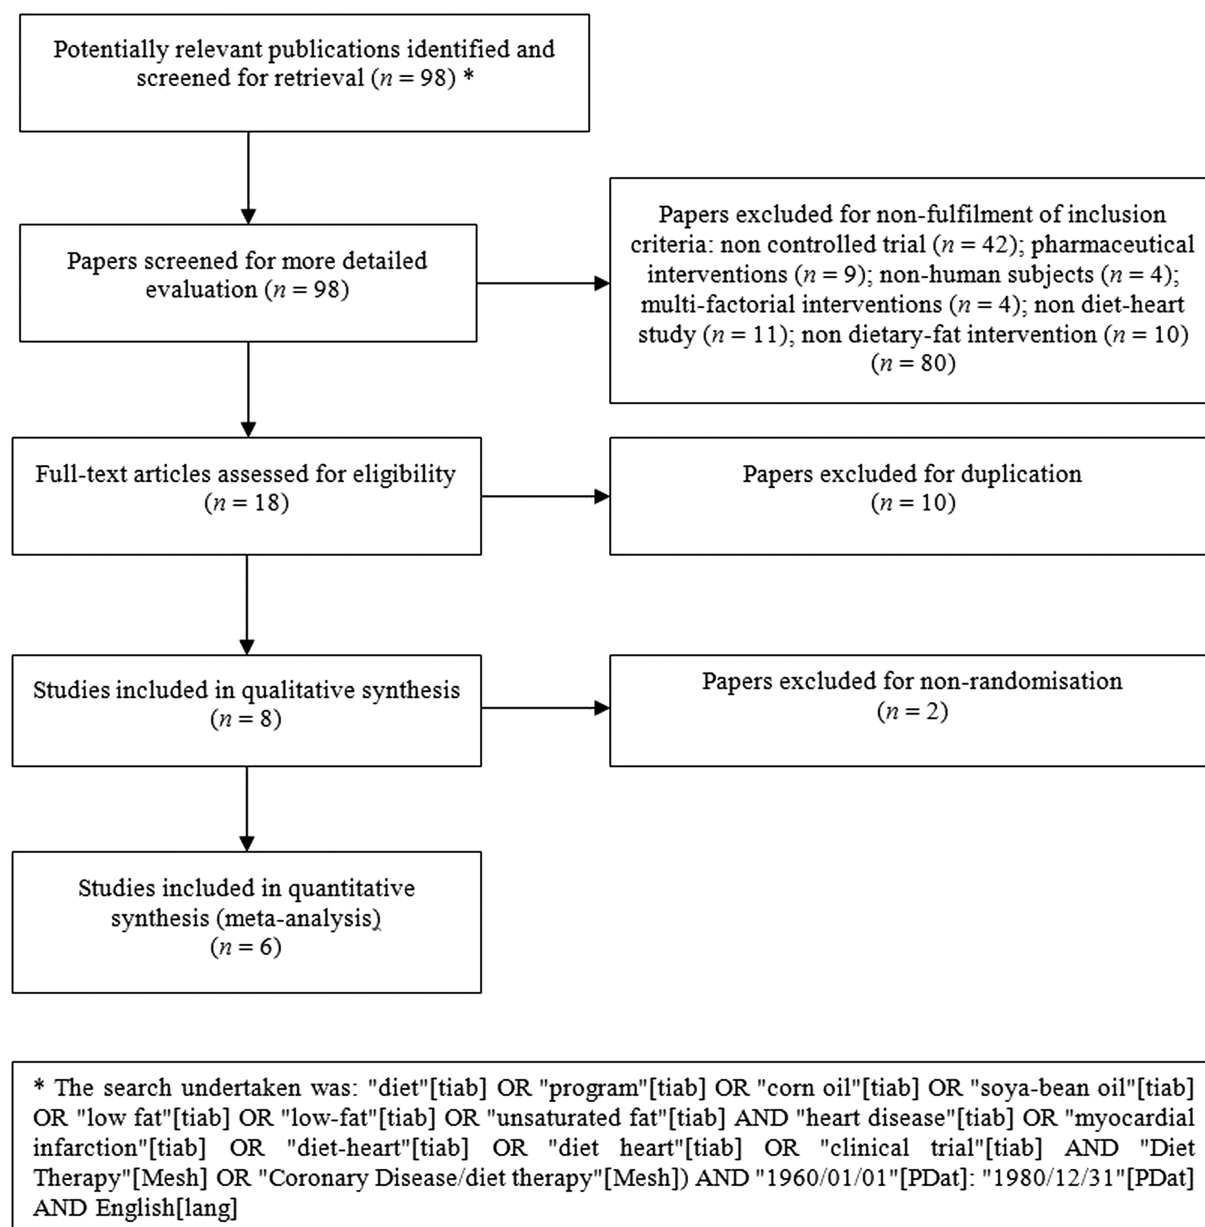 Potentially relevant publications identified and
screened for retrieval (n = 98) *
Papers screened for more detailed
evaluation (n = 98)
Papers excluded for non-fulfilment of inclusion
criteria: non controlled trial (n = 42); pharmaceutical
interventions (n = 9); non-human subjects (n = 4);
multi-factorial interventions (n = 4); non diet-heart
study (n = 11); non dietary-fat intervention (n = 10)
(n = 80)
Full-text articles assessed for eligibility
(n = 18)
Papers excluded for duplication
(n = 10)
Studies included in qualitative synthesis
(n = 8)
Papers excluded for non-randomisation
(n = 2)
Studies included in quantitative
synthesis (meta-analysis)
(n = 6)
* The search undertaken was: "diet"[tiab] OR "program"[tiab] OR "corn oil"[tiab] OR "soya-bean oil"[tiab]
OR "low fat"[tiab] OR "low-fat"[tiab] OR "unsaturated fat"[tiab] AND "heart disease"[tiab] OR "myocardial
infarction"[tiab] OR "diet-heart"[tiab] OR "diet heart"[tiab] OR "clinical trial"[tiab] AND "Diet
Therapy"[Mesh] OR "Coronary Disease/diet therapy"[Mesh]) AND "1960/01/01"[PDat]: "1980/12/31"[PDat]
AND English[lang]